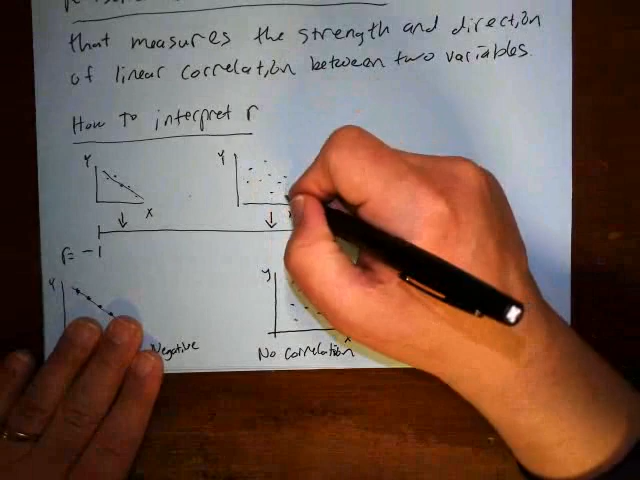 that measures the strength and direction
of linear correlation between two variables.
How To interpret r
Y
Y
X
r = -1
Y
Y
Negative
No Correlation
X